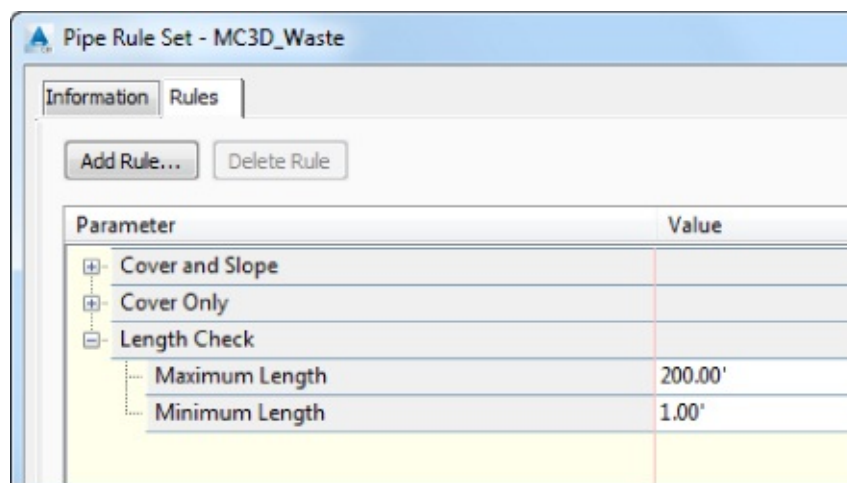 Pipe Rule Set - MC3D_Waste
Information Rules
Add Rule... Delete Rule
Parameter Value
Cover and Slope
Cover Only
Length Check
Maximum Length 200.00'
Minimum Length 1.00'